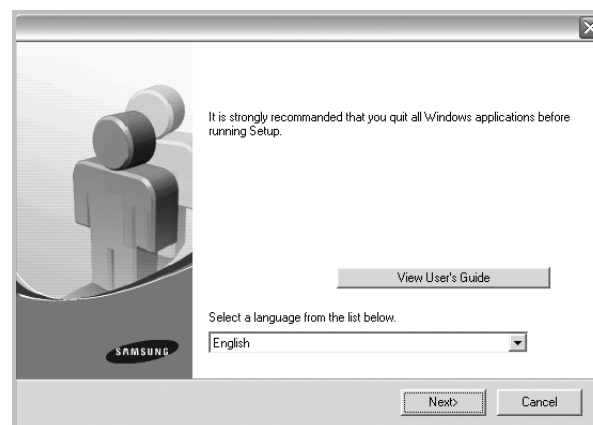 It is strongly recommanded that you quit all Windows applications before
running Setup.
View User's Guide
Select a language from the list below.
English
SAMSUNG
Next>
Cancel